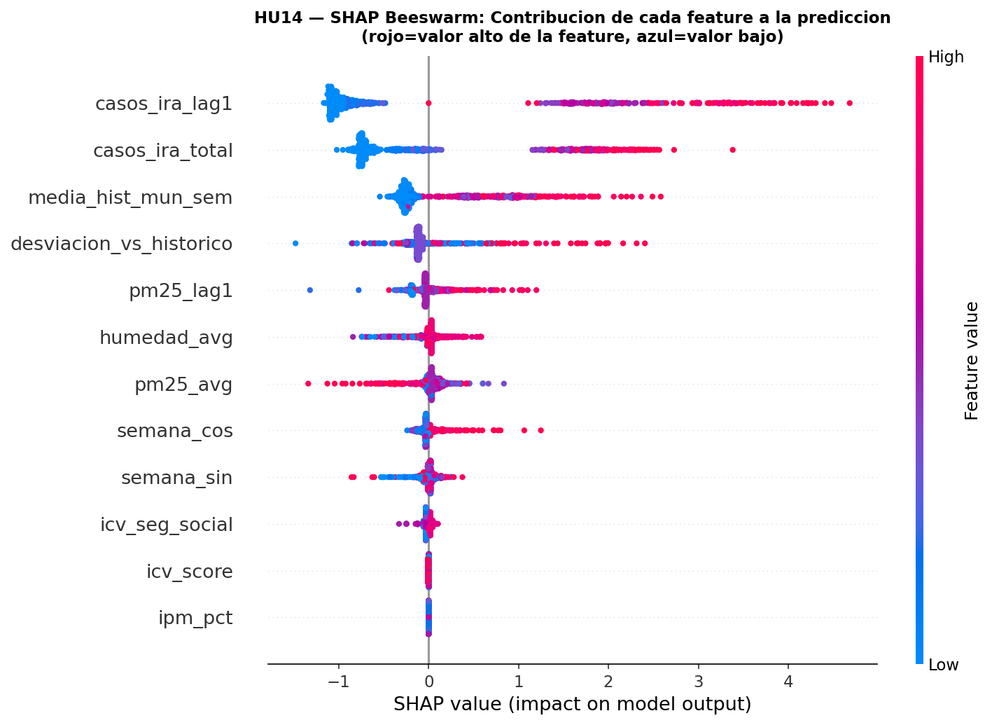 HU14 — SHAP Beeswarm: Contribucion de cada feature a la prediccion
(rojo=valor alto de la feature, azul=valor bajo)
High
casos_ira_lag1
casos_ira_total
media_hist_mun_sem
desviacion_vs_historico
pm25_lag1
humedad_avg
pm25_avg
semana_cos
semana_sin
icv_seg_social
icv_score
ipm_pct
Feature value
Low
−1 0 1 2 3 4
SHAP value (impact on model output)